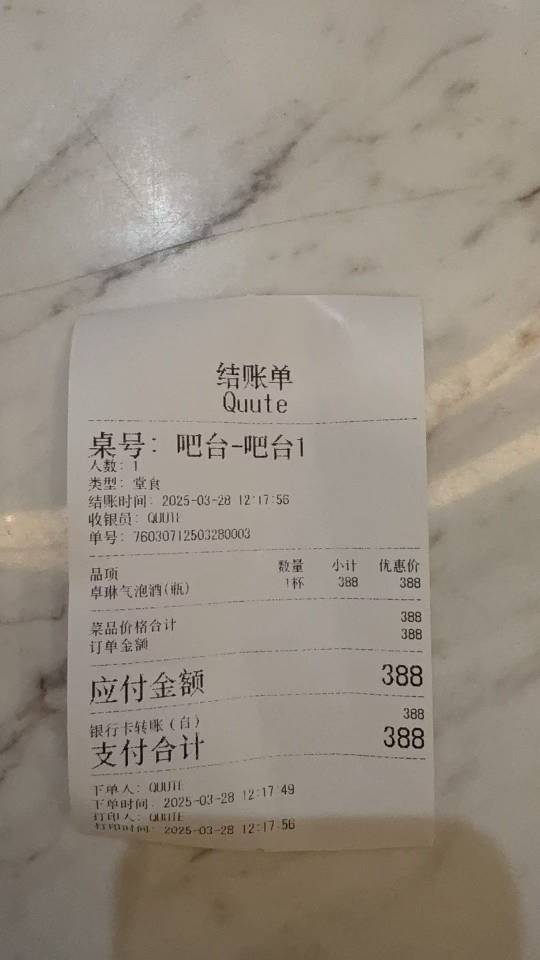 结账单
Quute
桌号: 吧台-吧台1
人数: 1
类型: 堂食
结账时间: 2025-03-28 12:17:56
收银员: QUUTE
单号: 76030712503280003
品项 数量 小计 优惠价
卓琳气泡酒(瓶) 1杯 388 388
菜品价格合计 388
订单金额 388
应付金额 388
银行卡转账(白) 388
支付合计 388
下单人: QUUTE
下单时间: 2025-03-28 12:17:49
打印人: QUUTE
打印时间: 2025-03-28 12:17:56